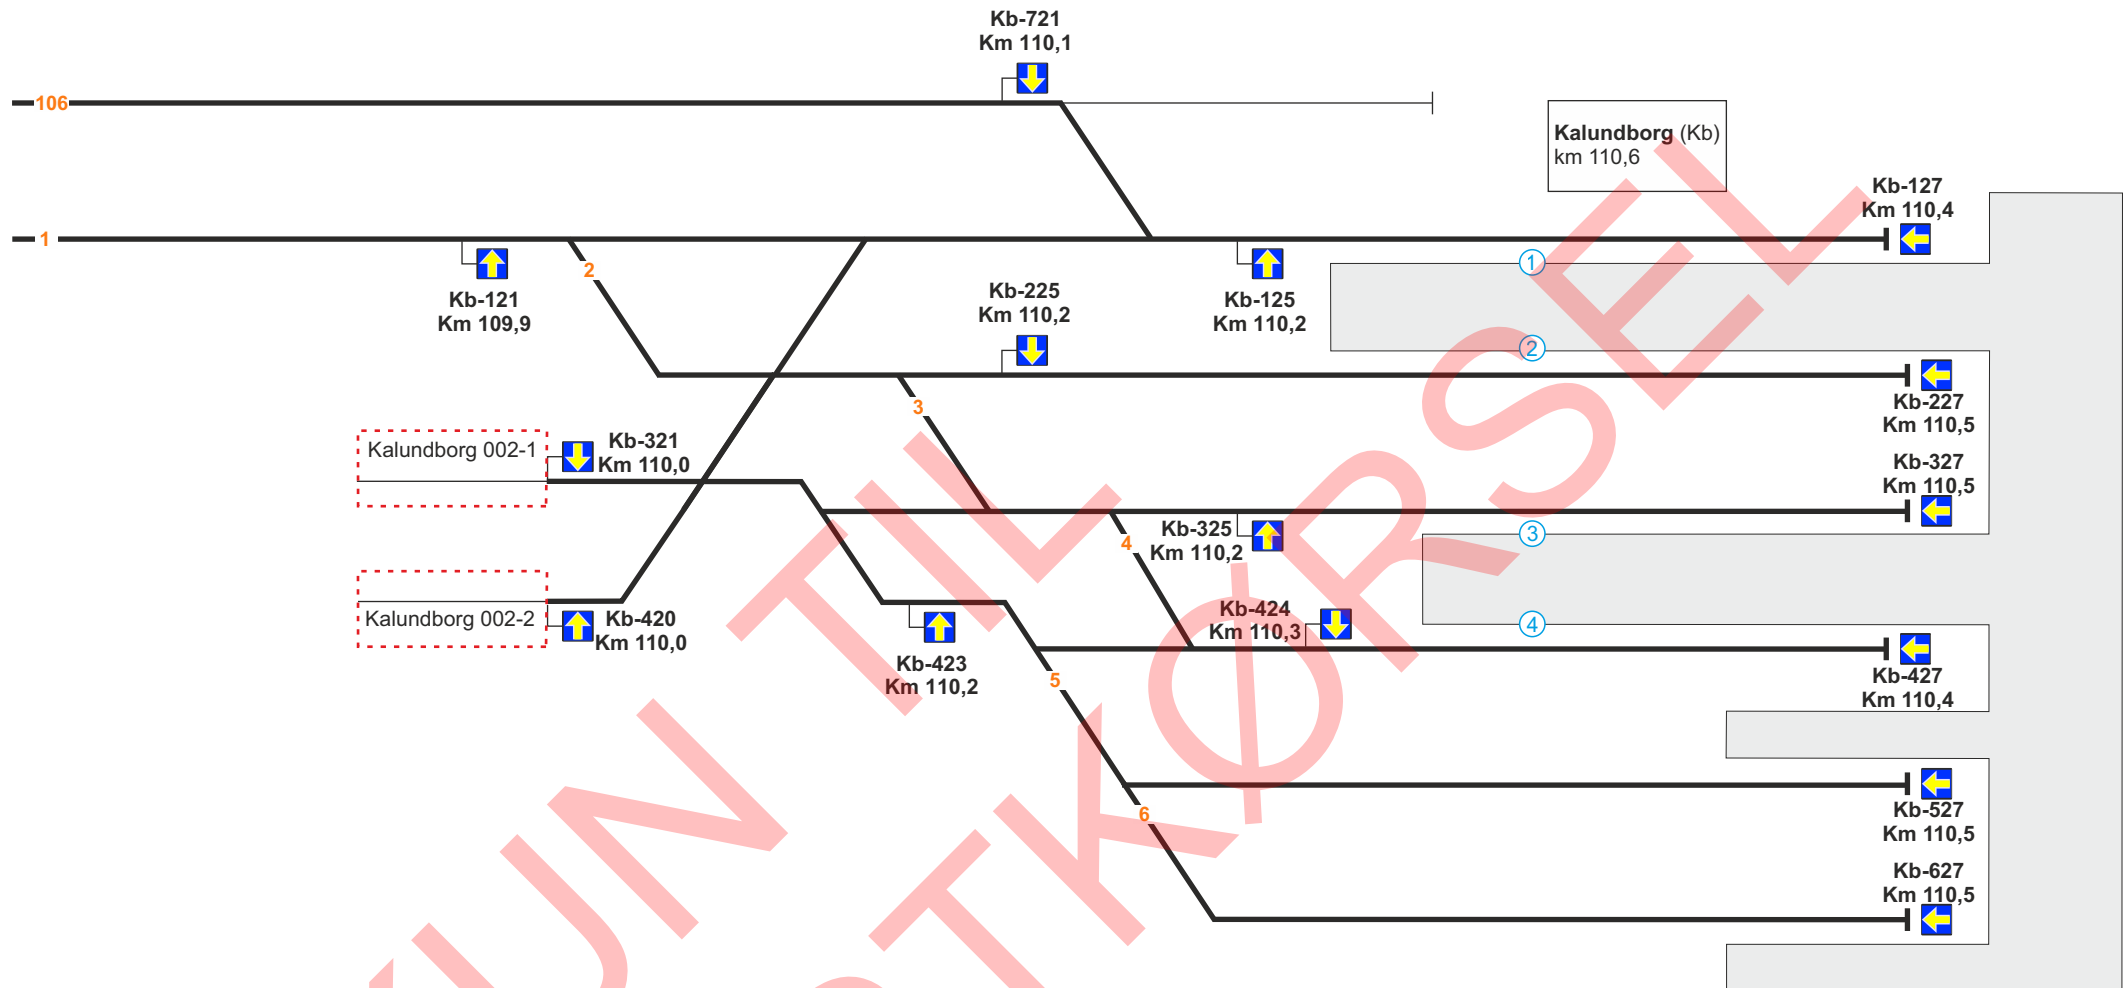 Kb-721
Km 110,1
106
Kalundborg (Kb)
km 110,6
Kb-127
Km 110,4
1
1
2
Kb-121
Km 109,9
Kb-225
Km 110,2
Kb-125
Km 110,2
2
3
Kb-227
Km 110,5
Kalundborg 002-1
Kb-321
Km 110,0
Kb-327
Km 110,5
Kb-325
Km 110,2
3
4
Kalundborg 002-2
Kb-420
Km 110,0
Kb-424
Km 110,3
4
Kb-423
Km 110,2
5
Kb-427
Km 110,4
6
Kb-527
Km 110,5
Kb-627
Km 110,5
KUN TIL
TKØRSEL